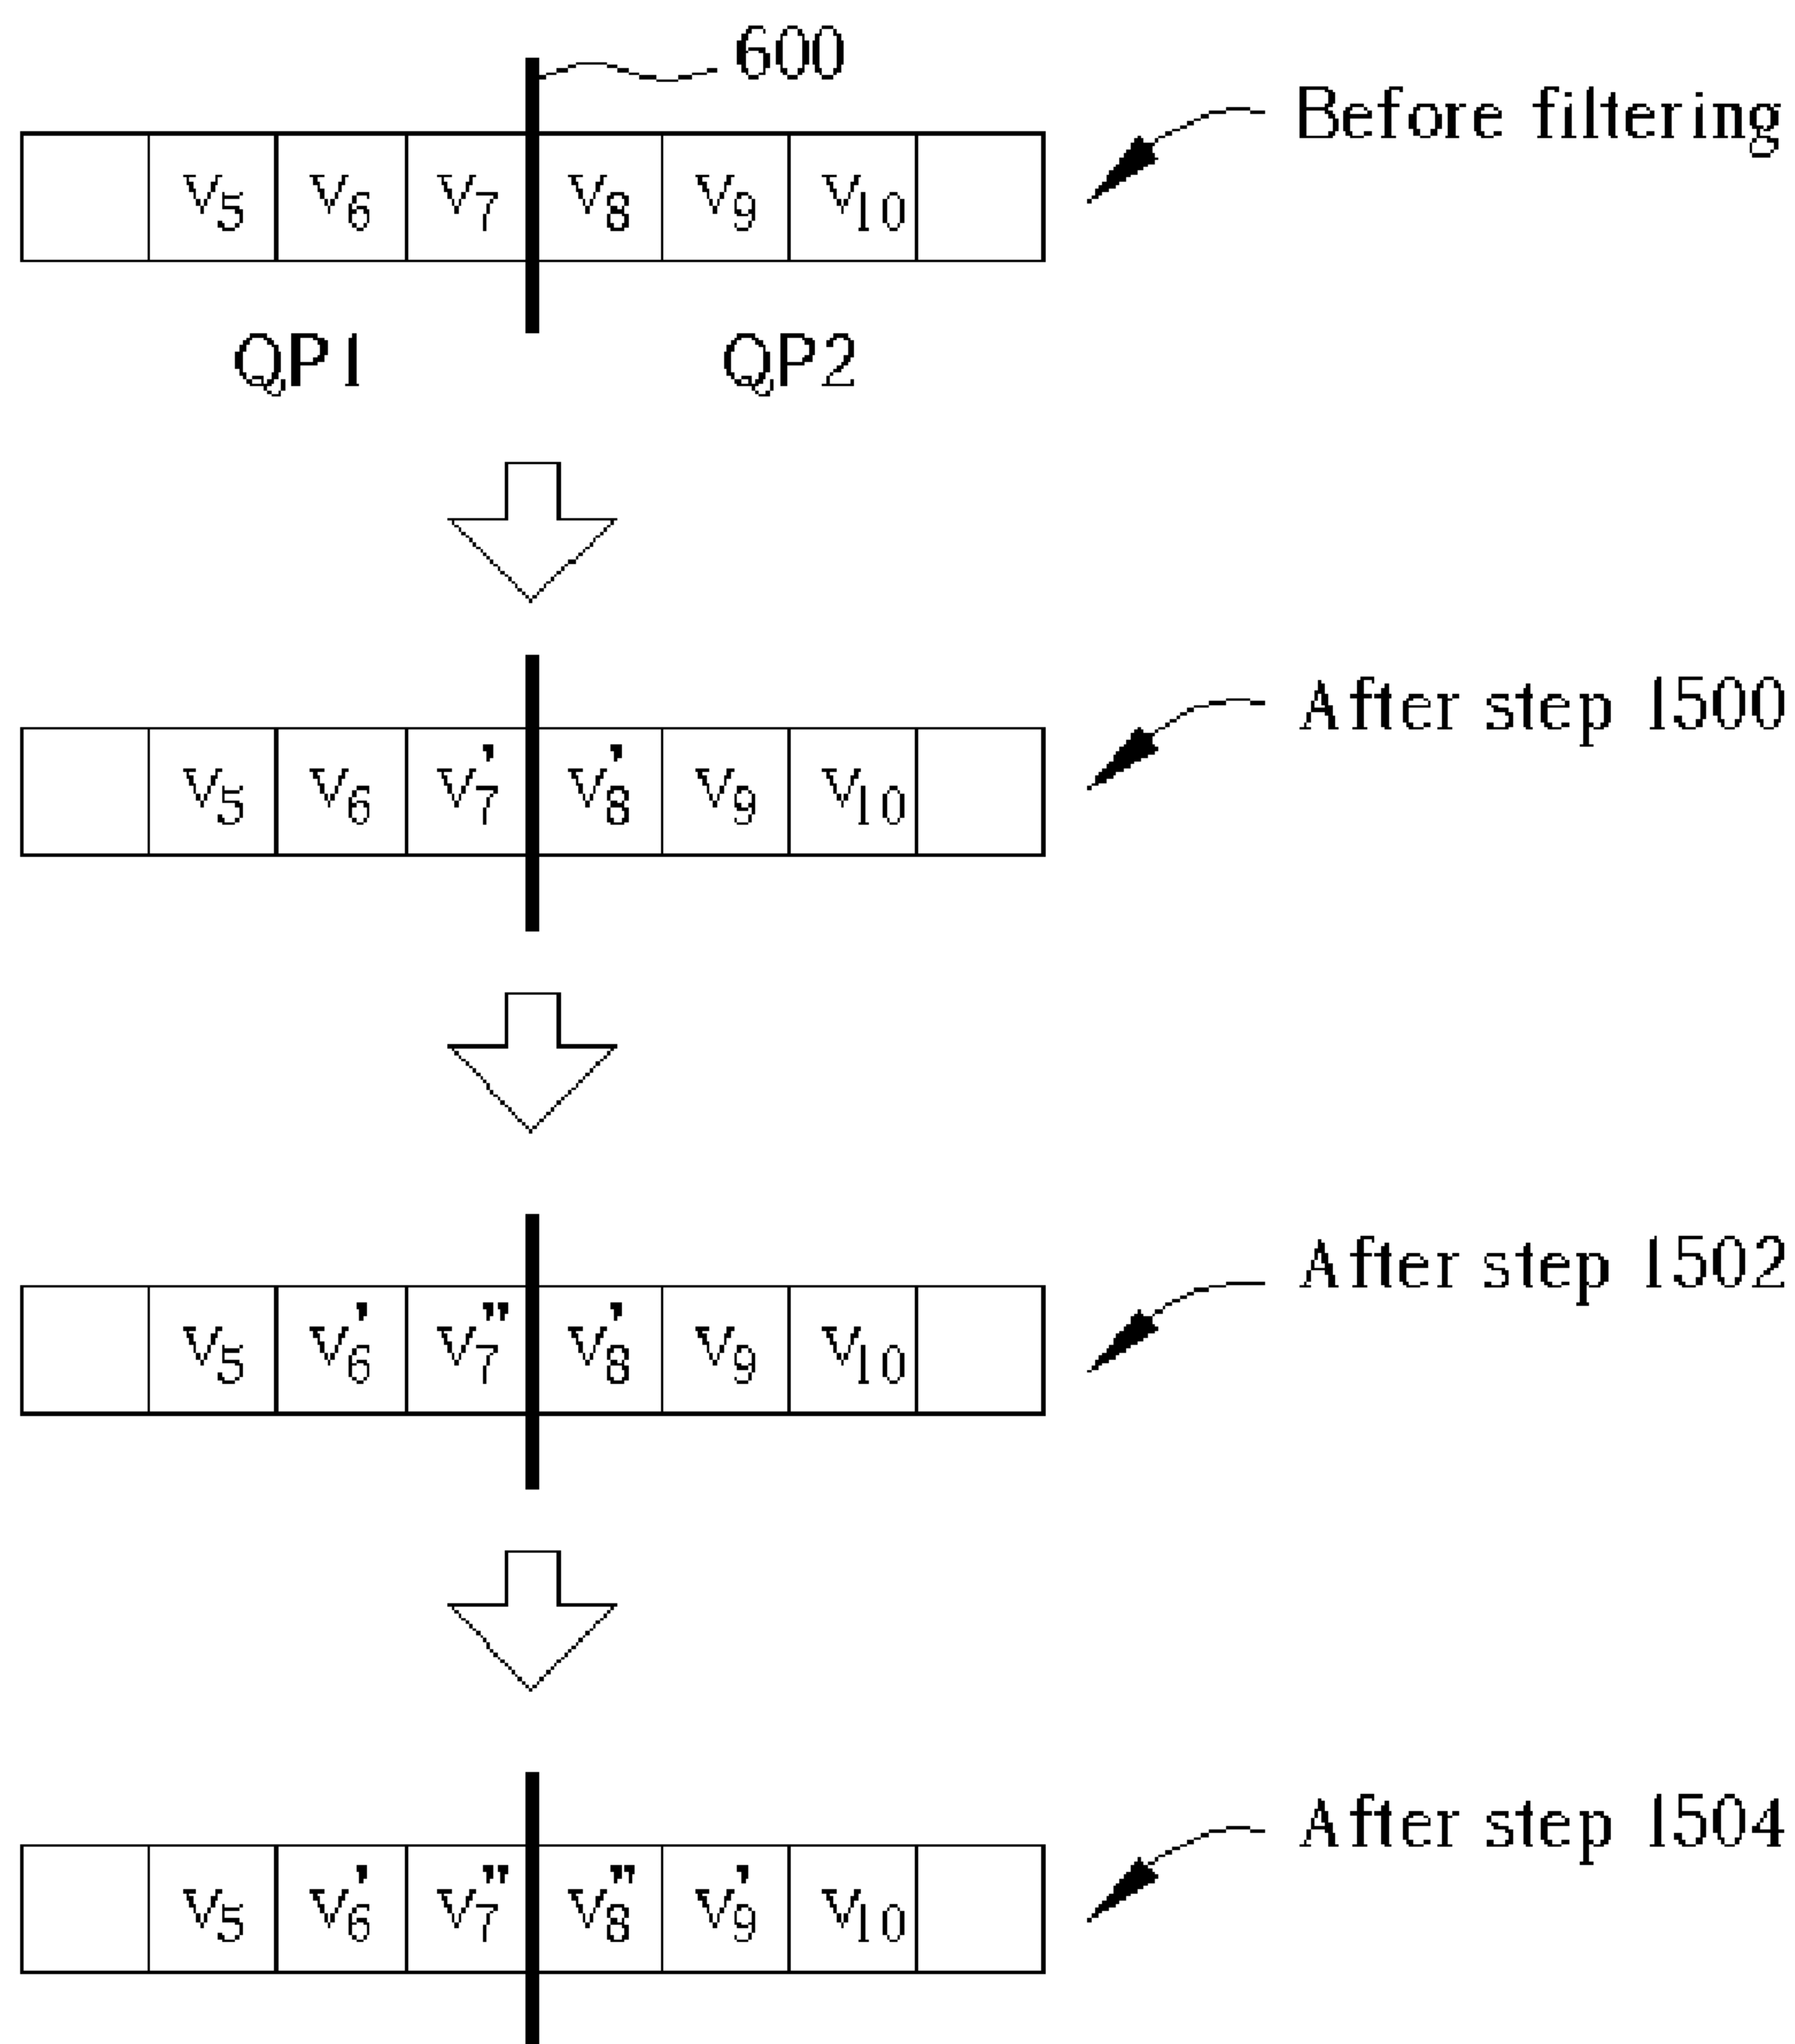 600
Before filtering
V5 V6 V7 V8 V9 V10
QP1 QP2
After step 1500
V5 V6 V7' V8' V9 V10
After step 1502
V5 V6' V7" V8' V9 V10
After step 1504
V5 V6' V7" V8" V9' V10